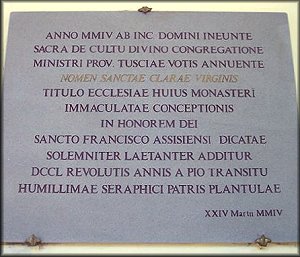 ANNO MMIV AB INC. DOMINI INEUNTE
SACRA DE CULTU DIVINO CONGREGATIONE
MINISTRI PROV. TUSCIAE VOTIS ANNUENTE
NOMEN SANCTAE CLARAE VIRGINIS
TITULO ECCLESIAE HUIUS MONASTERI
IMMACULATAE CONCEPTIONIS
IN HONOREM DEI
SANCTO FRANCISCO ASSISIENSI DICATAE
SOLEMNITER LAETANTER ADDITUR
DCCL REVOLUTIS ANNIS A PIO TRANSITU
HUMILLIMAE SERAPHICI PATRIS PLANTULAE
XXIV Martii MMIV